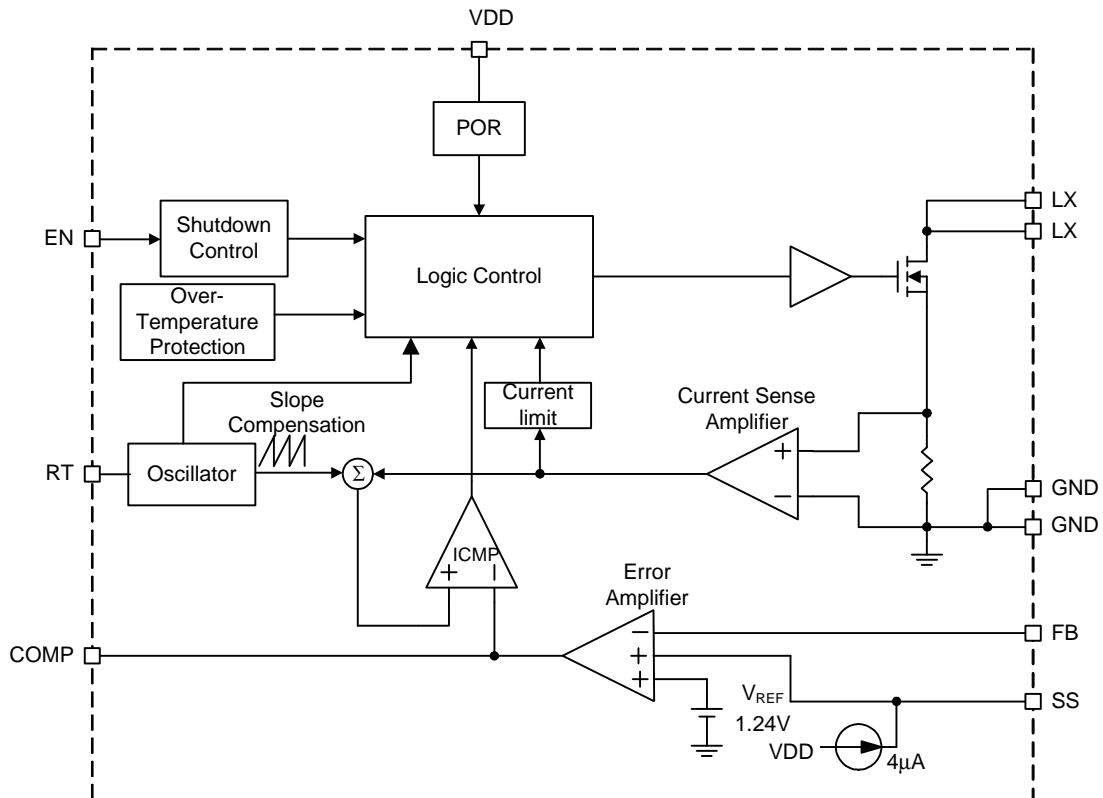 VDD
POR
LX
LX
EN
Shutdown
Control
Logic Control
Over-
Temperature
Protection
Slope
Compensation
Current
limit
Current Sense
Amplifier
RT
Oscillator
Σ
+
−
GND
GND
ICMP
+
−
Error
Amplifier
COMP
−
+
+
FB
VREF
1.24V
SS
VDD
4μA